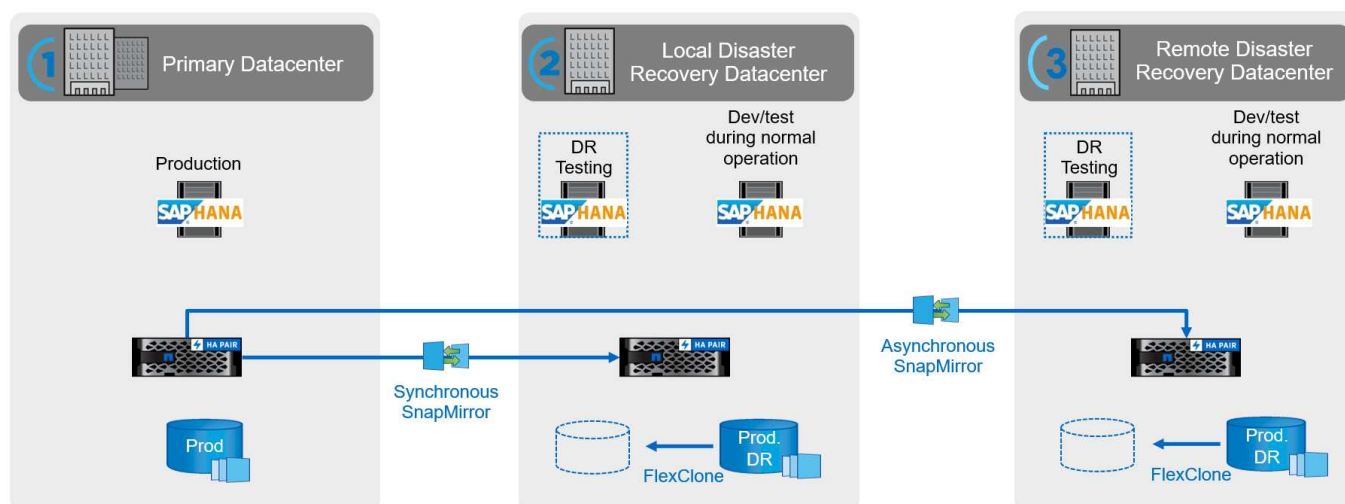 1
Primary Datacenter
Production
SAP HANA
HA PAIR
Prod
Synchronous
SnapMirror
2
Local Disaster
Recovery Datacenter
DR
Testing
SAP HANA
Dev/test
during normal
operation
SAP HANA
HA PAIR
FlexClone
Prod.
DR
Asynchronous
SnapMirror
3
Remote Disaster
Recovery Datacenter
DR
Testing
SAP HANA
Dev/test
during normal
operation
SAP HANA
HA PAIR
FlexClone
Prod.
DR